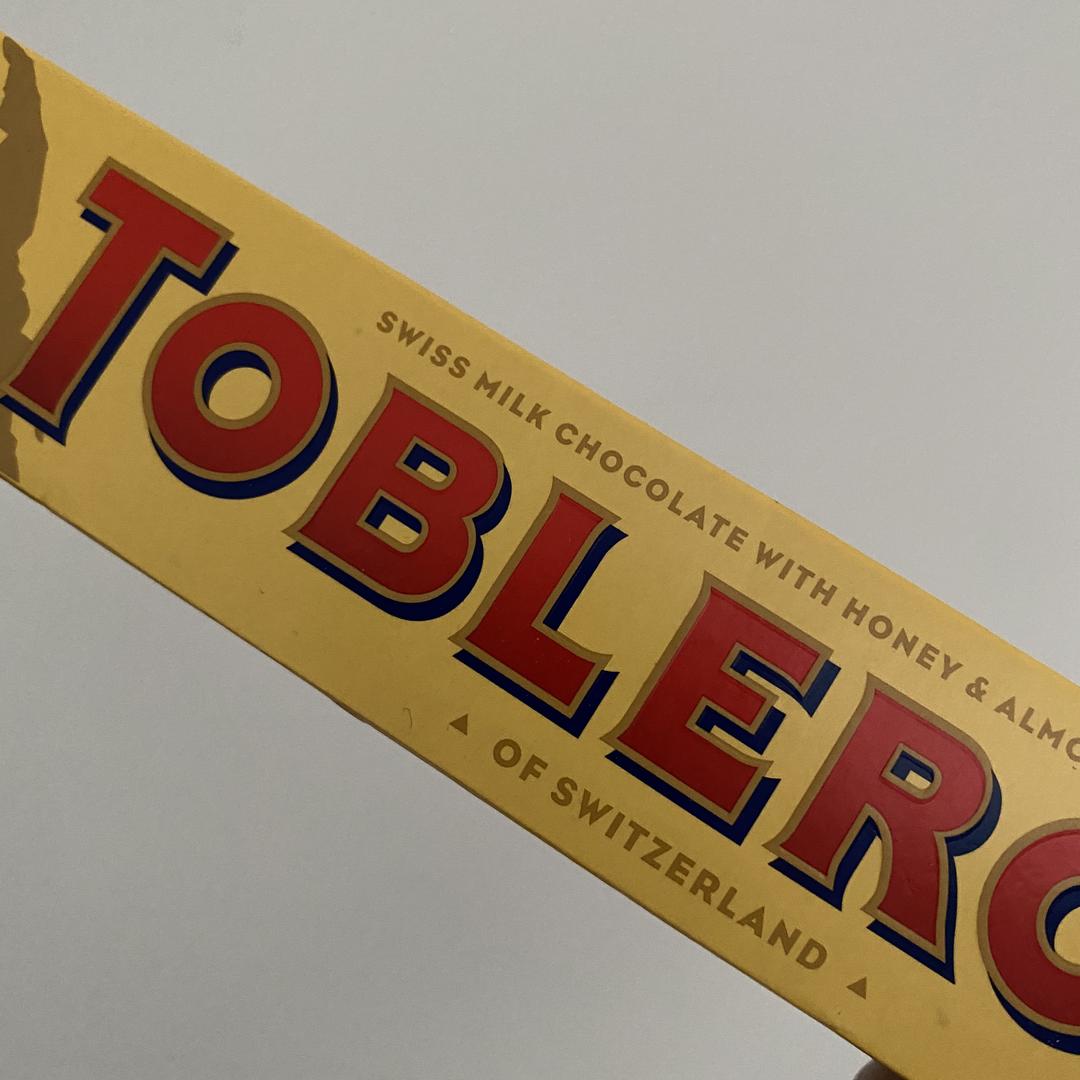 SWISS MILK CHOCOLATE WITH HONEY & ALMO
TOBLERO
OF SWITZERLAND